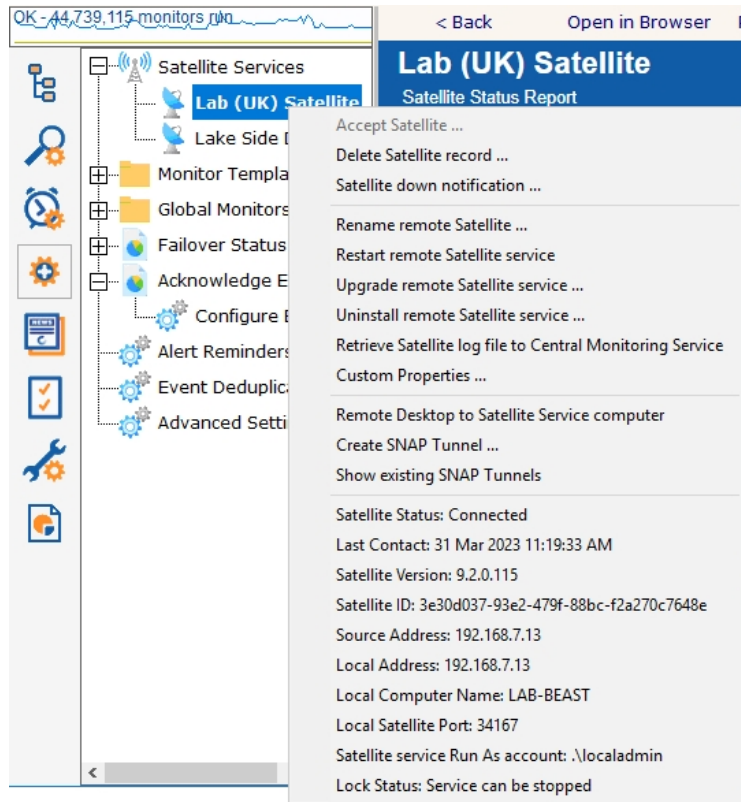 OK - 44,739,115 monitors run
< Back Open in Browser
Lab (UK) Satellite
Satellite Status Report
Satellite Services
Lab (UK) Satellite
Lake Side
Monitor
Global Monitors
Failover Status
Acknowledge
Configure
Alert Reminders
Event
Advanced
NEWS
Accept Satellite ...
Delete Satellite record ...
Satellite down notification ...
Rename remote Satellite ...
Restart remote Satellite service
Upgrade remote Satellite service ...
Uninstall remote Satellite service ...
Retrieve Satellite log file to Central Monitoring Service
Custom Properties ...
Remote Desktop to Satellite Service computer
Create SNAP Tunnel ...
Show existing SNAP Tunnels
Satellite Status: Connected
Last Contact: 31 Mar 2023 11:19:33 AM
Satellite Version: 9.2.0.115
Satellite ID: 3e30d037-93e2-479f-88bc-f2a270c7648e
Source Address: 192.168.7.13
Local Address: 192.168.7.13
Local Computer Name: LAB-BEAST
Local Satellite Port: 34167
Satellite service Run As account: .\localadmin
Lock Status: Service can be stopped